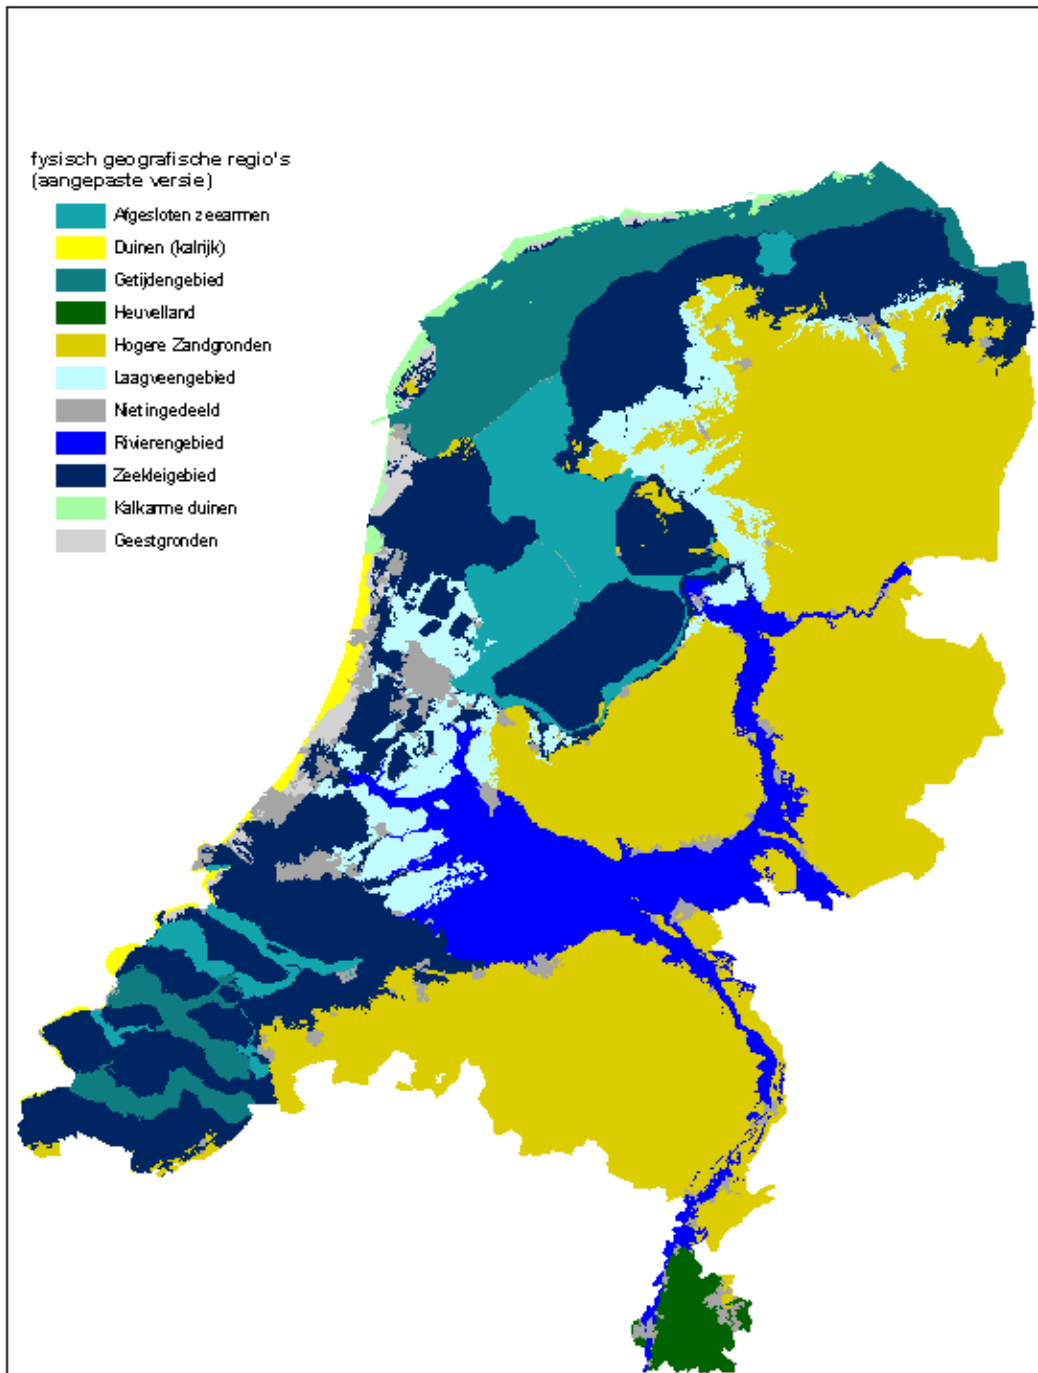 fysisch geografische regio's
(aangepaste versie)
Afgesloten zeearmen
Duinen (kalrijk)
Getijdengebied
Heuvelland
Hogere Zandgronden
Laagveengebied
Niet ingedeeld
Rivierengebied
Zeekleigebied
Kalkarme duinen
Geestgronden